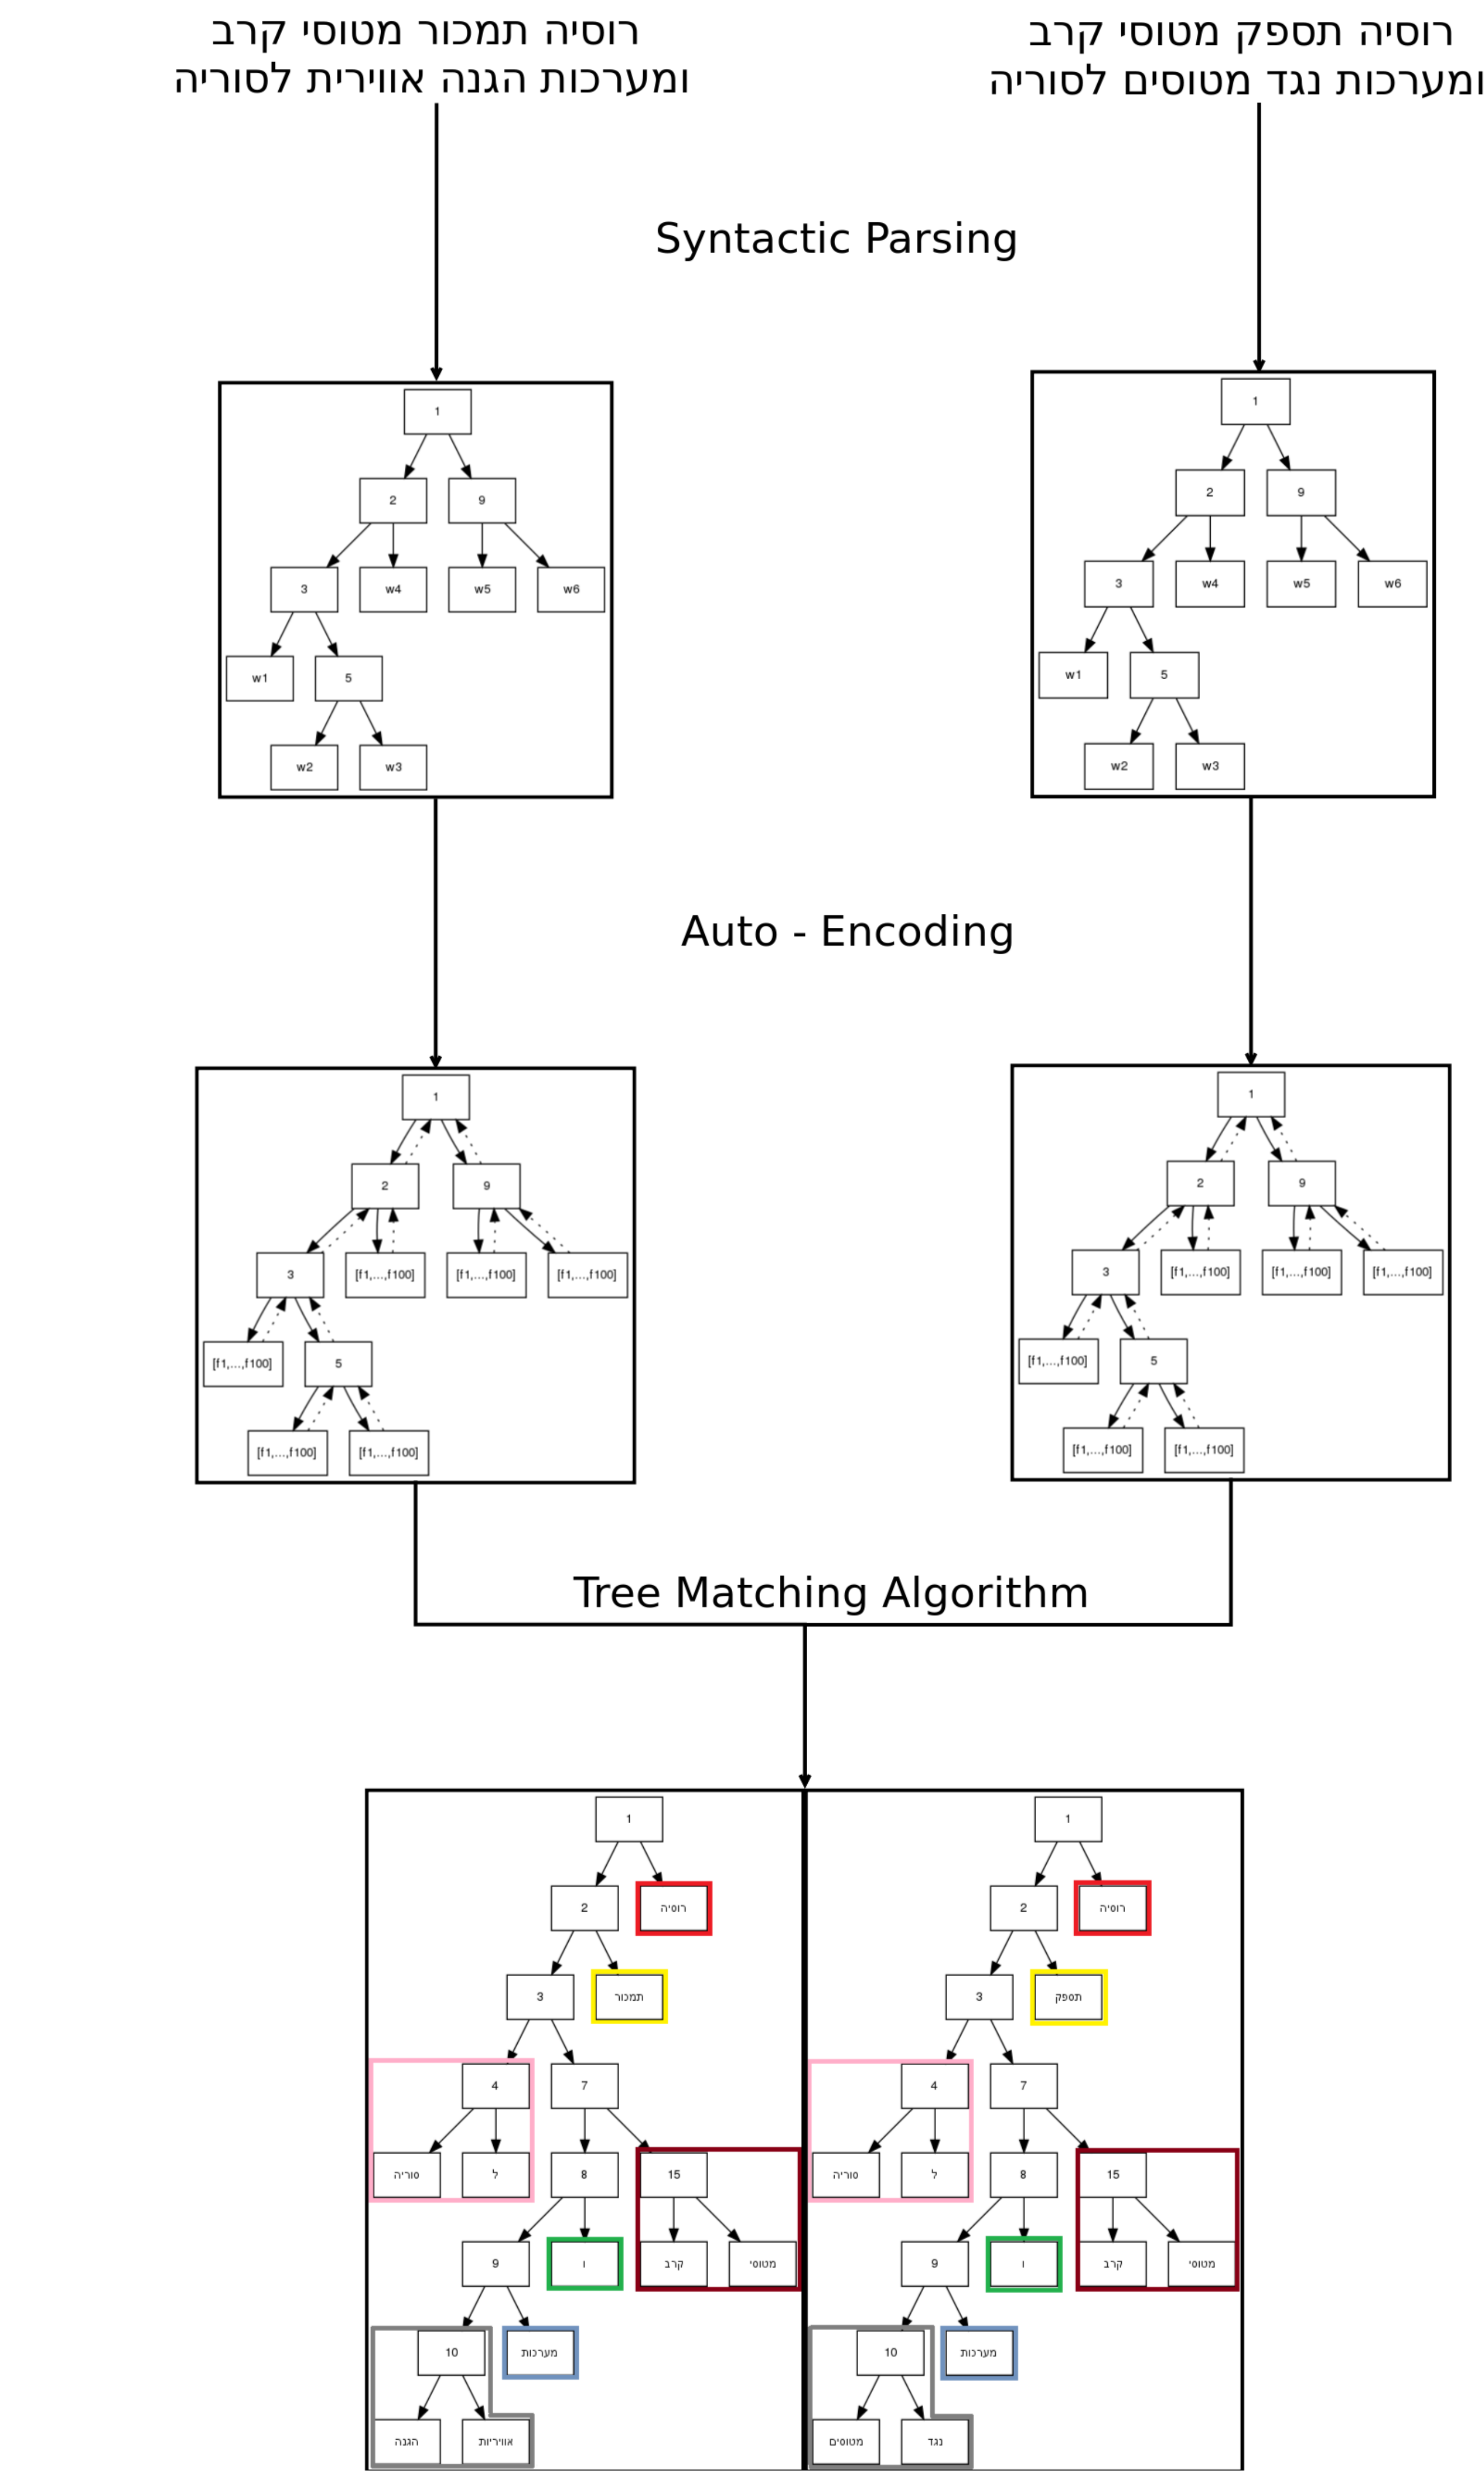 רוסיה תמכור מטוסי קרב
ומערכות הגנה אווירית לסוריה
רוסיה תספק מטוסי קרב
ומערכות נגד מטוסים לסוריה
Syntactic Parsing
1
2
9
3
w4
w5
w6
w1
5
w2
w3
1
2
9
3
w4
w5
w6
w1
5
w2
w3
Auto - Encoding
1
2
9
3
[f1,...,f100]
[f1,...,f100]
[f1,...,f100]
[f1,...,f100]
5
[f1,...,f100]
[f1,...,f100]
1
2
9
3
[f1,...,f100]
[f1,...,f100]
[f1,...,f100]
[f1,...,f100]
5
[f1,...,f100]
[f1,...,f100]
Tree Matching Algorithm
1
2
רוסיה
3
תמכור
4
7
סוריה
ל
8
15
9
ו
קרב
מטוסי
10
מערכות
הגנה
אוויריות
1
2
רוסיה
3
תספק
4
7
סוריה
ל
8
15
9
ו
קרב
מטוסי
10
מערכות
מטוסים
נגד